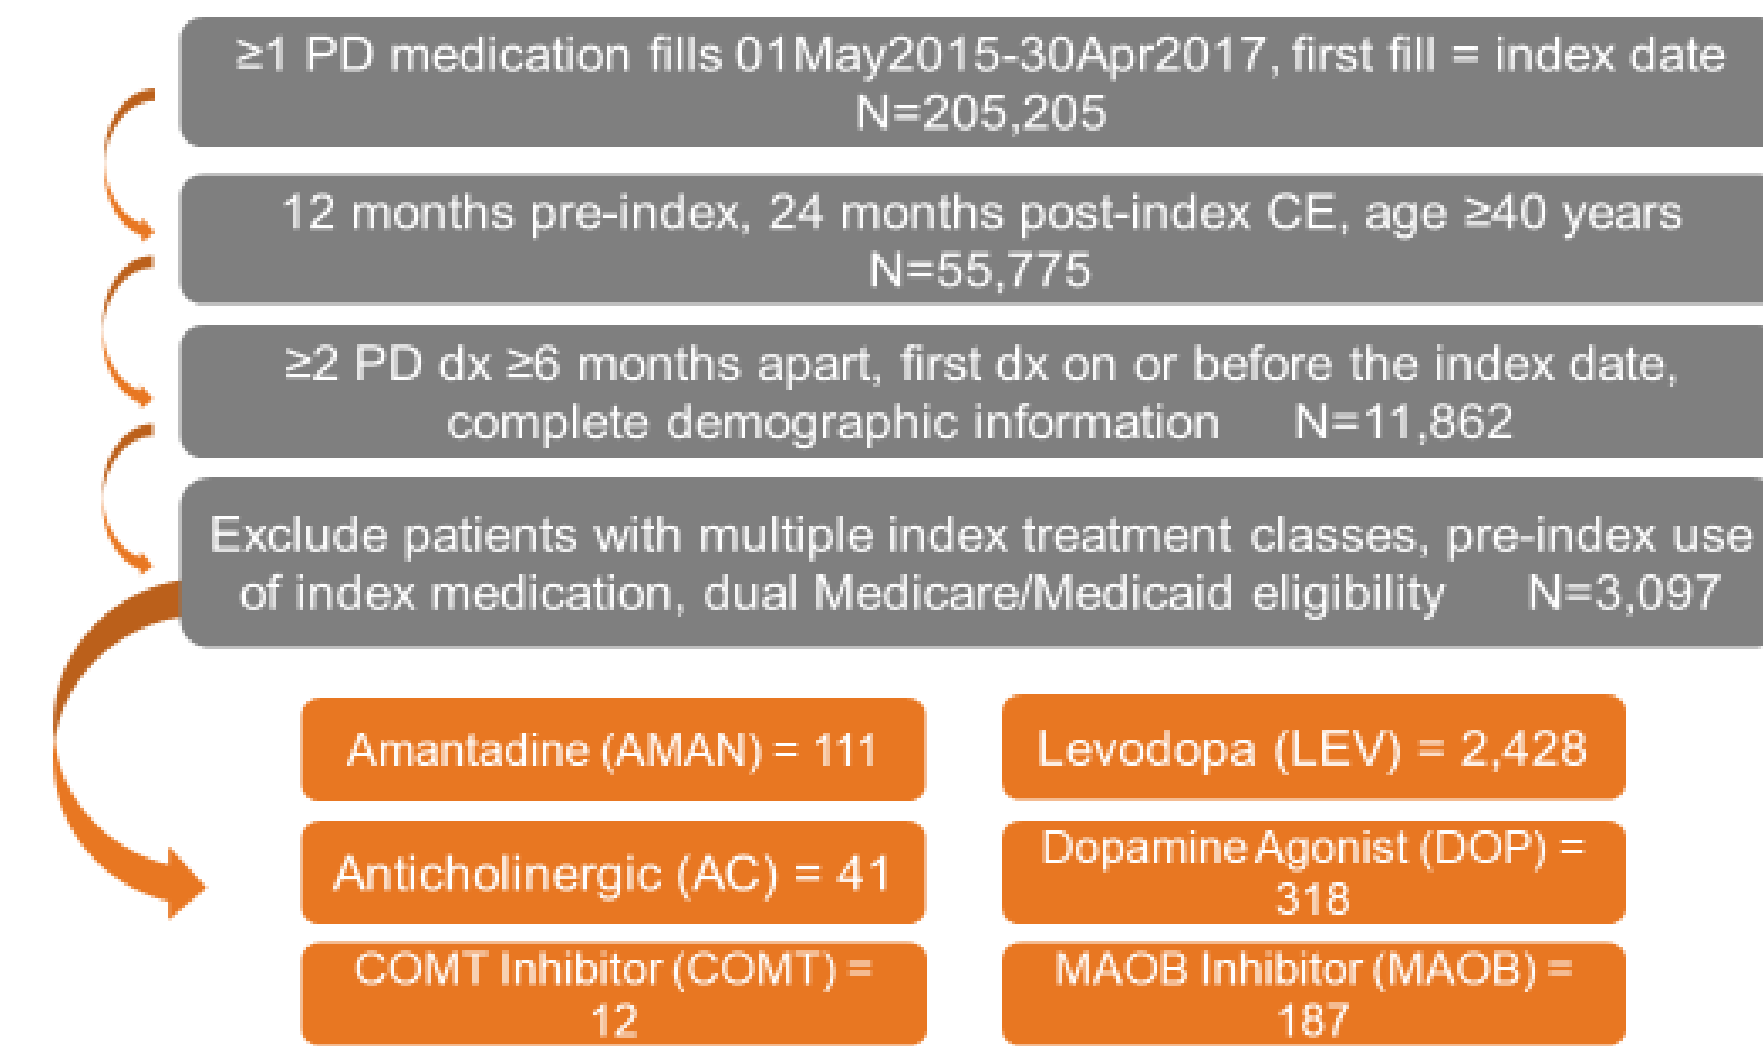 ≥1 PD medication fills 01May2015-30Apr2017, first fill = index date
N=205,205
12 months pre-index, 24 months post-index CE, age ≥40 years
N=55,775
≥2 PD dx ≥6 months apart, first dx on or before the index date,
complete demographic information N=11,862
Exclude patients with multiple index treatment classes, pre-index use
of index medication, dual Medicare/Medicaid eligibility N=3,097
Amantadine (AMAN) = 111
Levodopa (LEV) = 2,428
Anticholinergic (AC) = 41
Dopamine Agonist (DOP) =
318
COMT Inhibitor (COMT) =
12
MAOB Inhibitor (MAOB) =
187